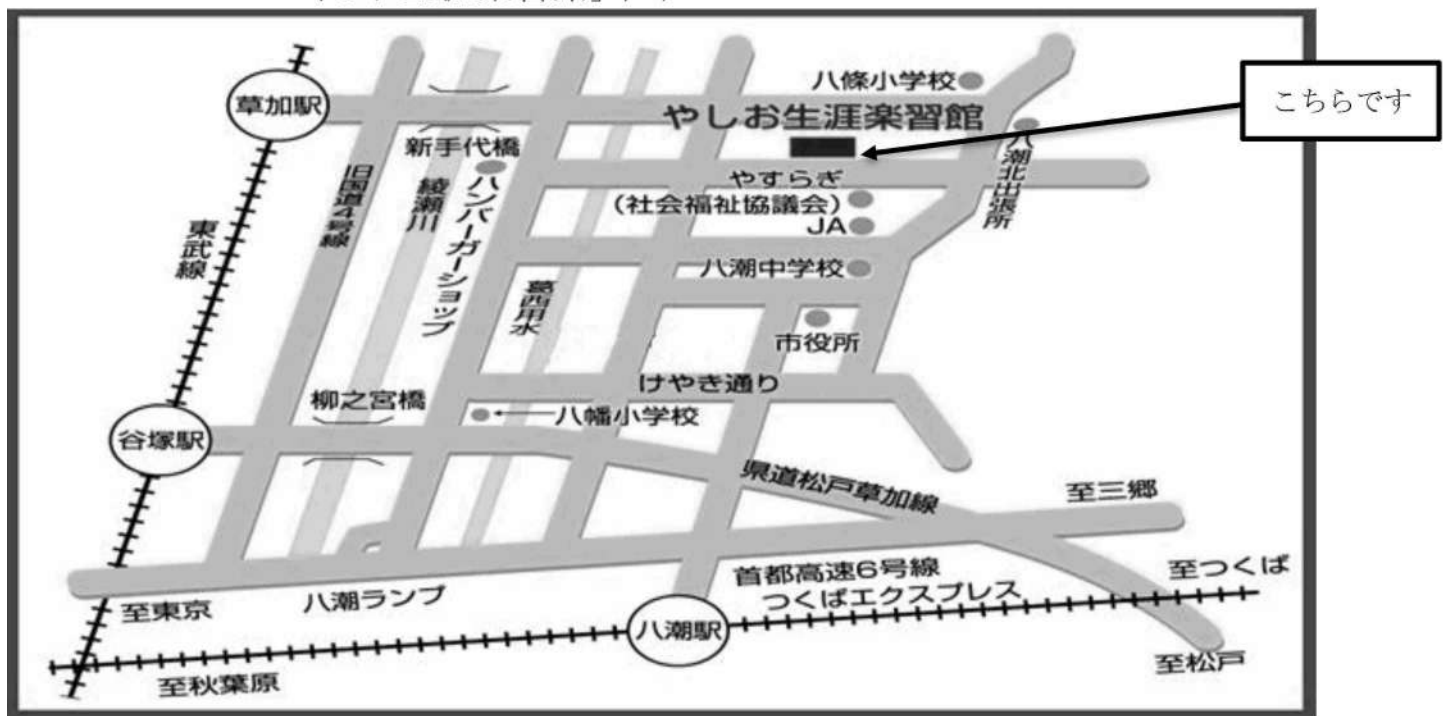 八條小学校
草加駅
こちらです
やしお生涯楽習館
新手代橋
八潮北出張所
やすらぎ
(社会福祉協議会)
JA
旧国道4号線
綾瀬川
ハンバーガーショップ
東武線
八潮中学校
葛西用水
市役所
けやき通り
柳之宮橋
八幡小学校
谷塚駅
県道松戸草加線
至三郷
首都高速6号線
至つくば
つくばエクスプレス
八潮ランプ
至東京
八潮駅
至松戸
至秋葉原